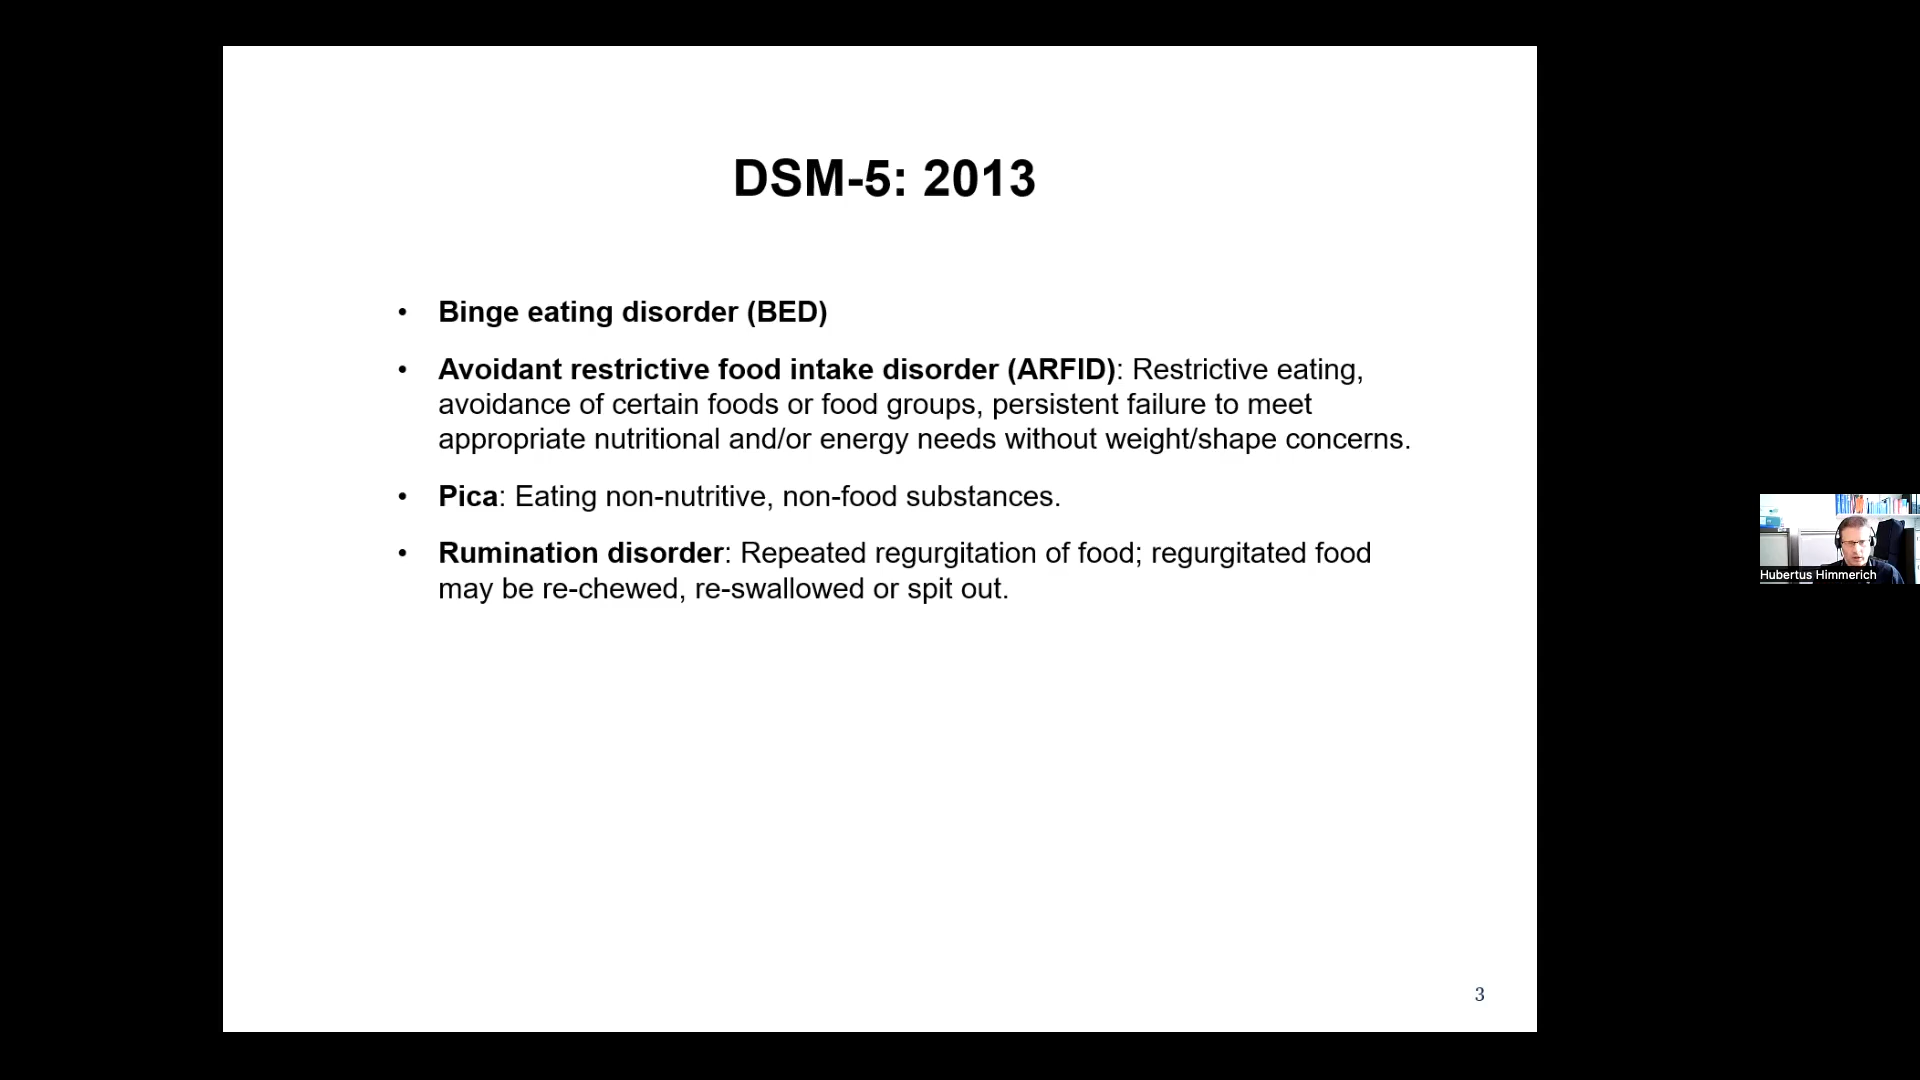 DSM-5: 2013
• Binge eating disorder (BED)
• Avoidant restrictive food intake disorder (ARFID): Restrictive eating,
avoidance of certain foods or food groups, persistent failure to meet
appropriate nutritional and/or energy needs without weight/shape concerns.
• Pica: Eating non-nutritive, non-food substances.
• Rumination disorder: Repeated regurgitation of food; regurgitated food
may be re-chewed, re-swallowed or spit out.
Hubertus Himmerich
3